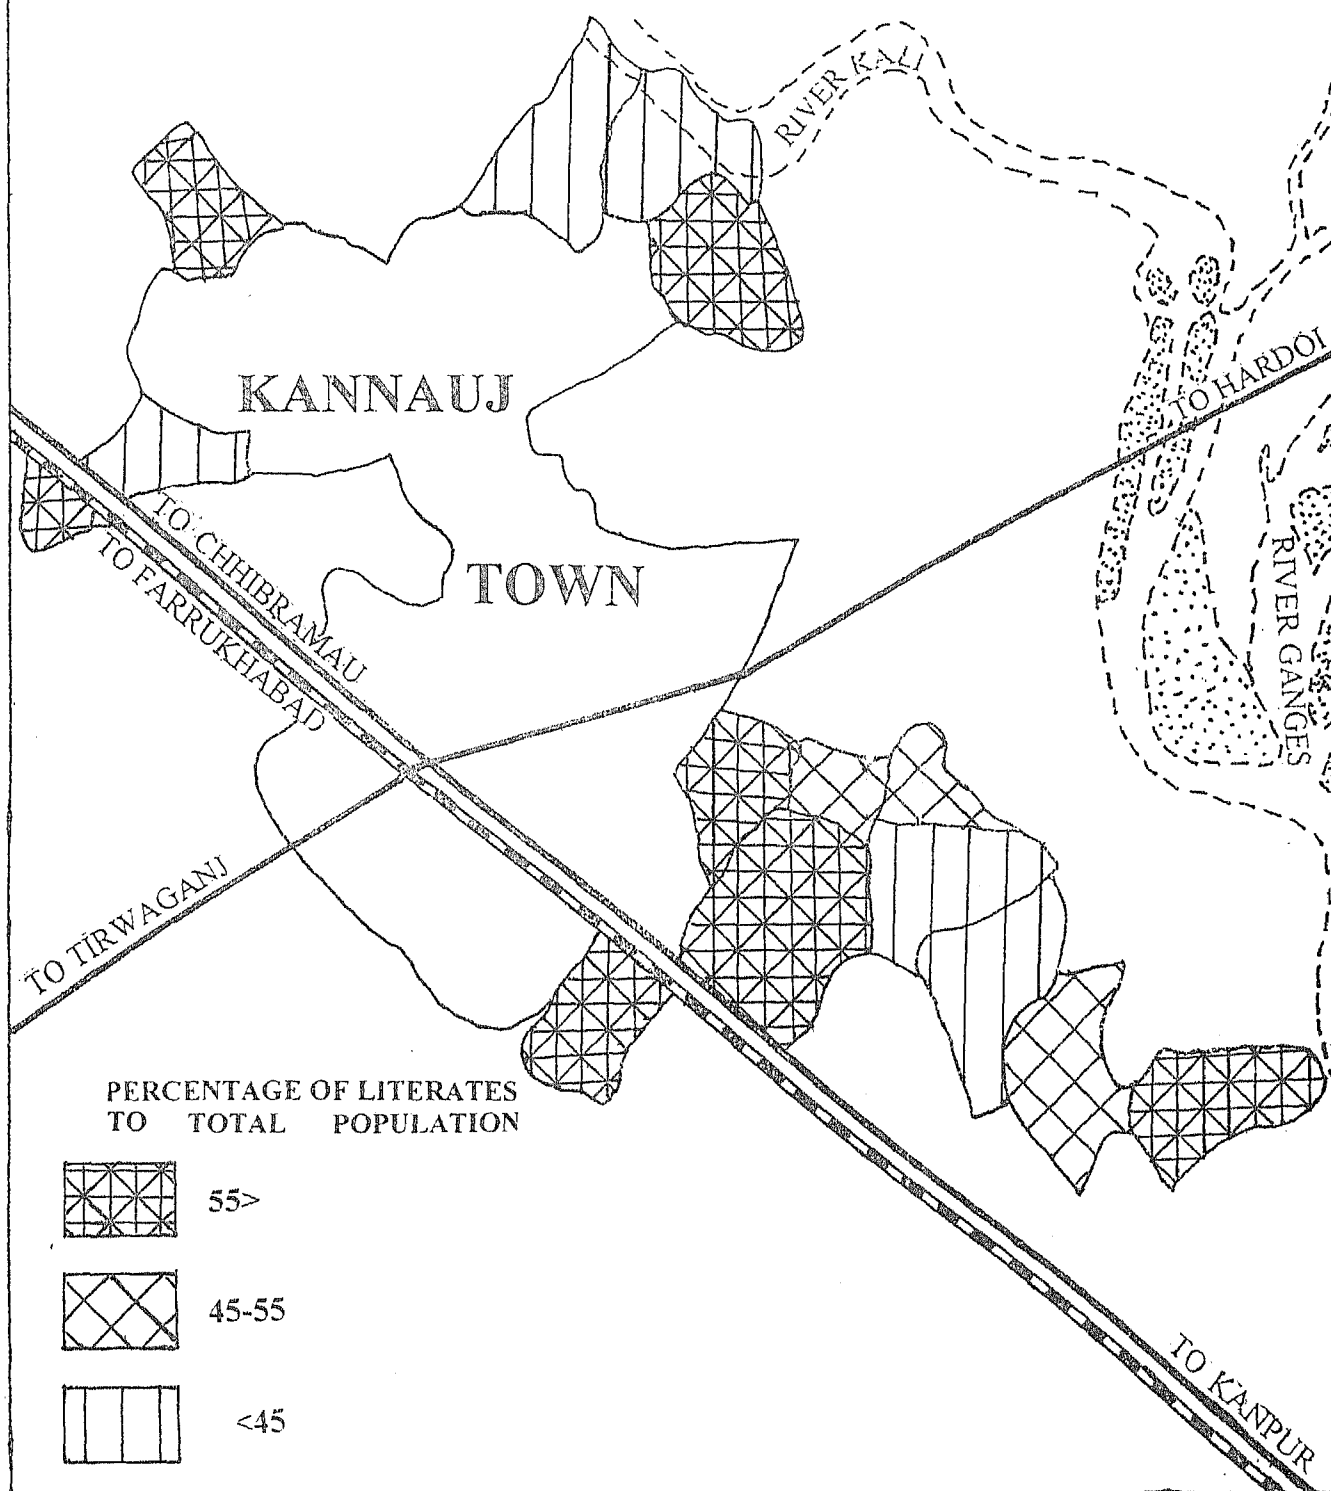 RIVER KALI
TO HARDOI
KANNAUJ
TOWN
TO CHHIBRAMAU
TO FARRUKHABAD
RIVER GANGES
TO TIRWAGANJ
PERCENTAGE OF LITERATES
TO TOTAL POPULATION
55>
45-55
<45
TO KANPUR